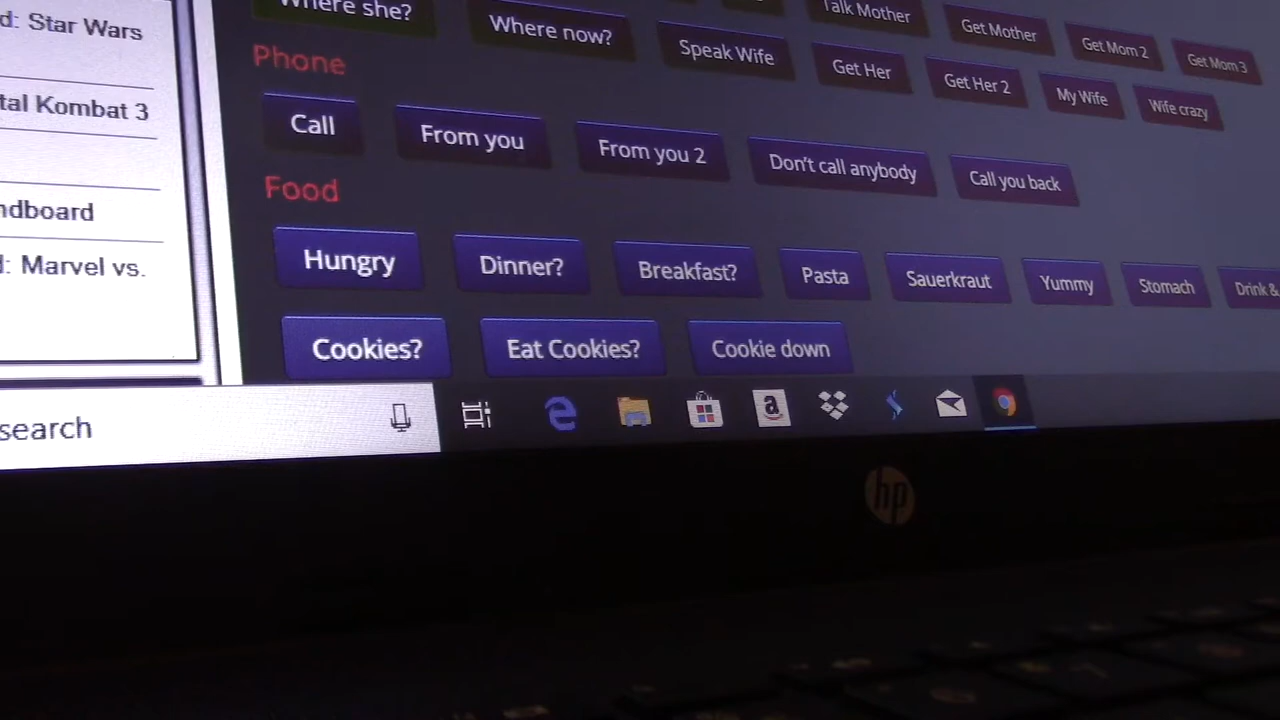 d: Star Wars
tal Kombat 3
ndboard
l: Marvel vs.
Where she?
Where now?
Speak Wife
Talk Mother
Get Mother
Get Mom 2
Get Mom 3
Get Her
Get Her 2
My Wife
Wife crazy
Phone
Call
From you
From you 2
Don't call anybody
Call you back
Food
Hungry
Dinner?
Breakfast?
Pasta
Sauerkraut
Yummy
Stomach
Drink &
Cookies?
Eat Cookies?
Cookie down
search
a
hp